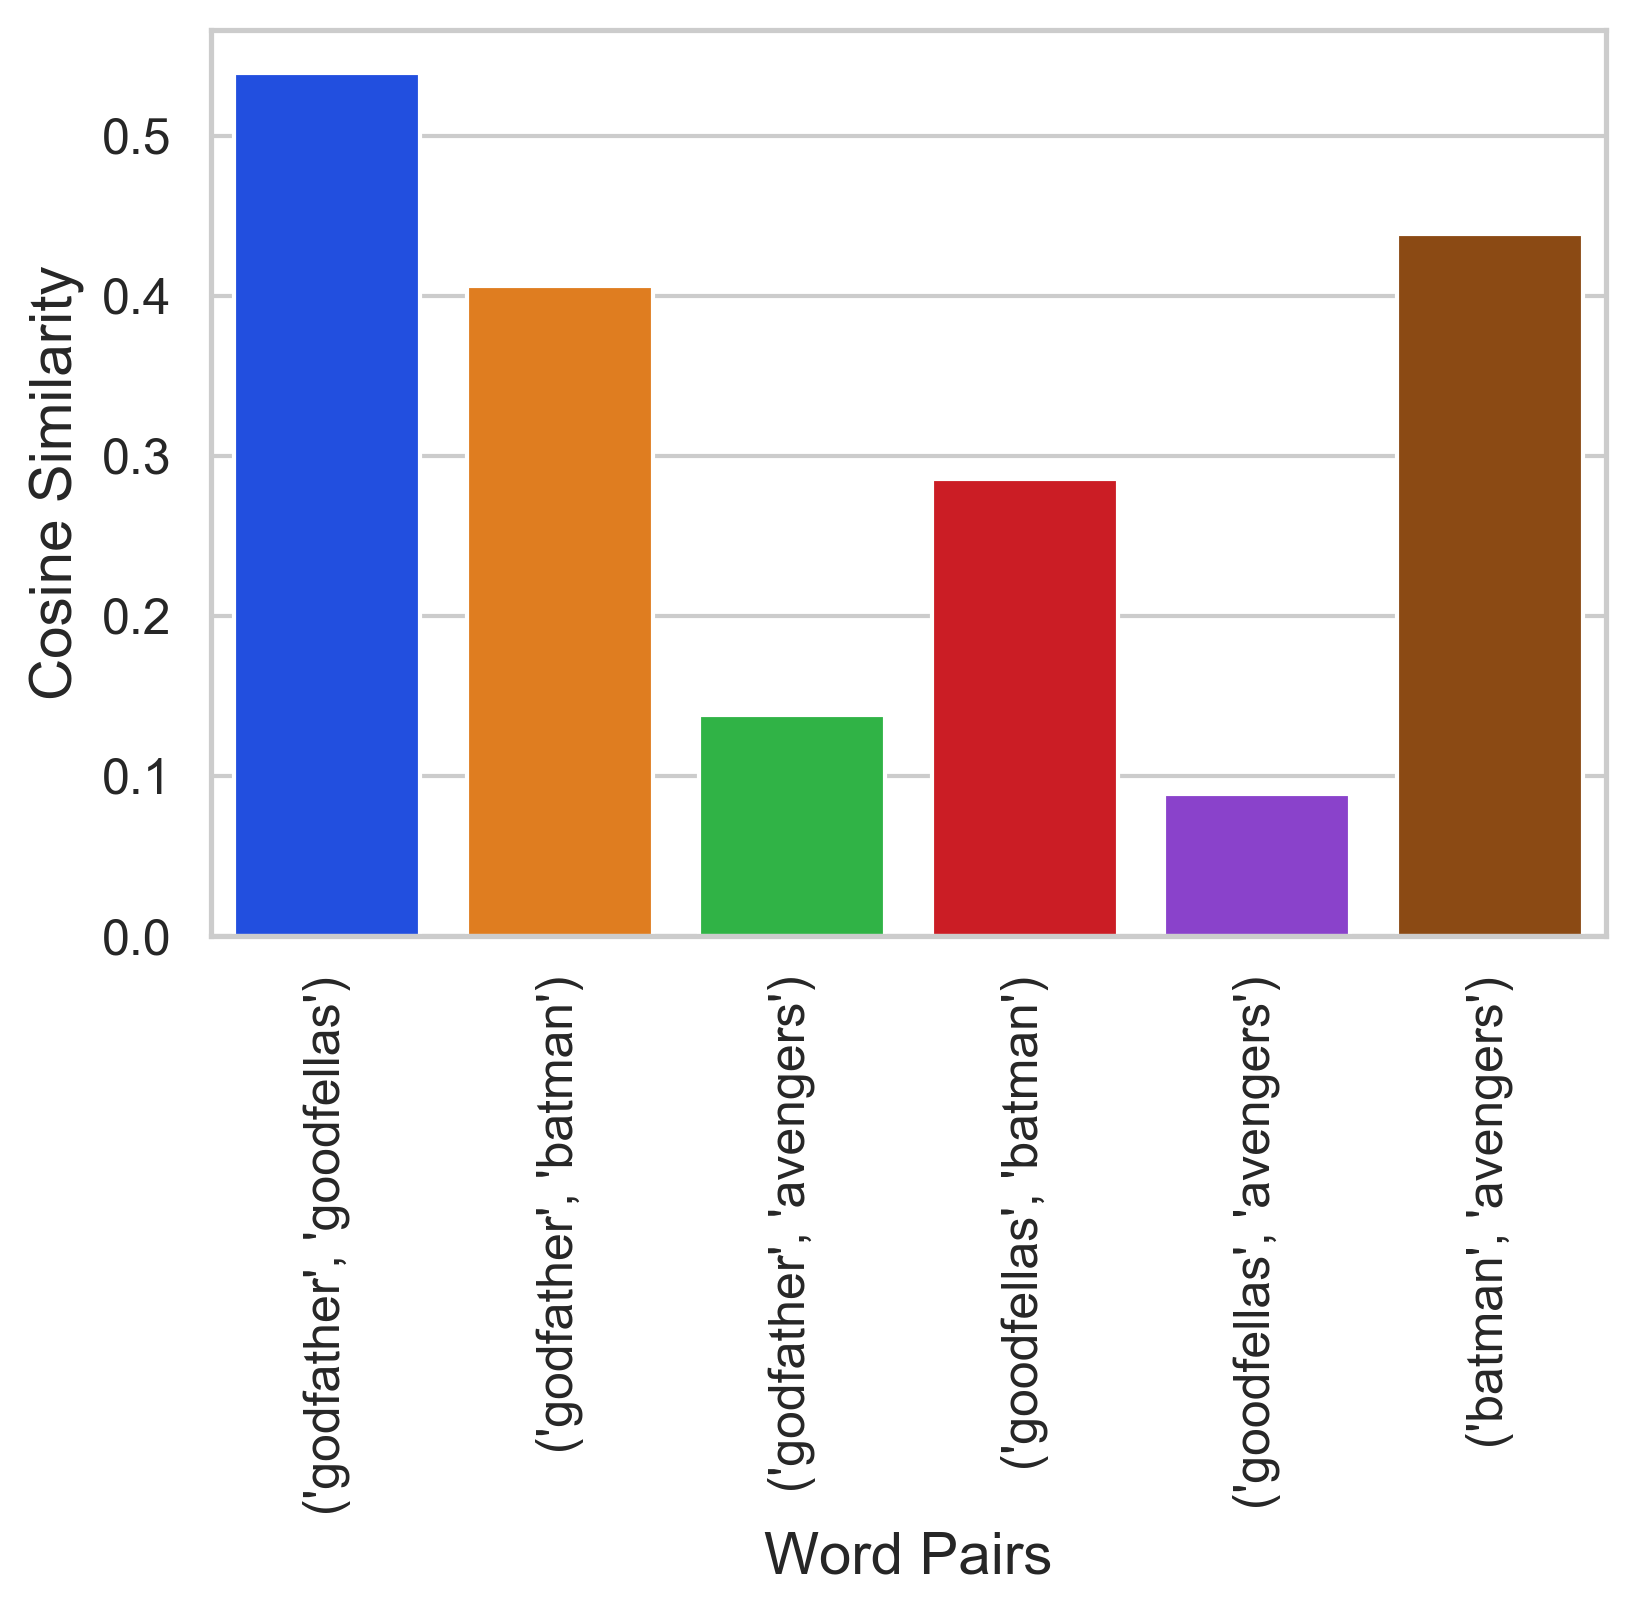 Cosine Similarity
0.5
0.4
0.3
0.2
0.1
0.0
('godfather', 'goodfellas')
('godfather', 'batman')
('godfather', 'avengers')
('goodfellas', 'batman')
('goodfellas', 'avengers')
('batman', 'avengers')
Word Pairs